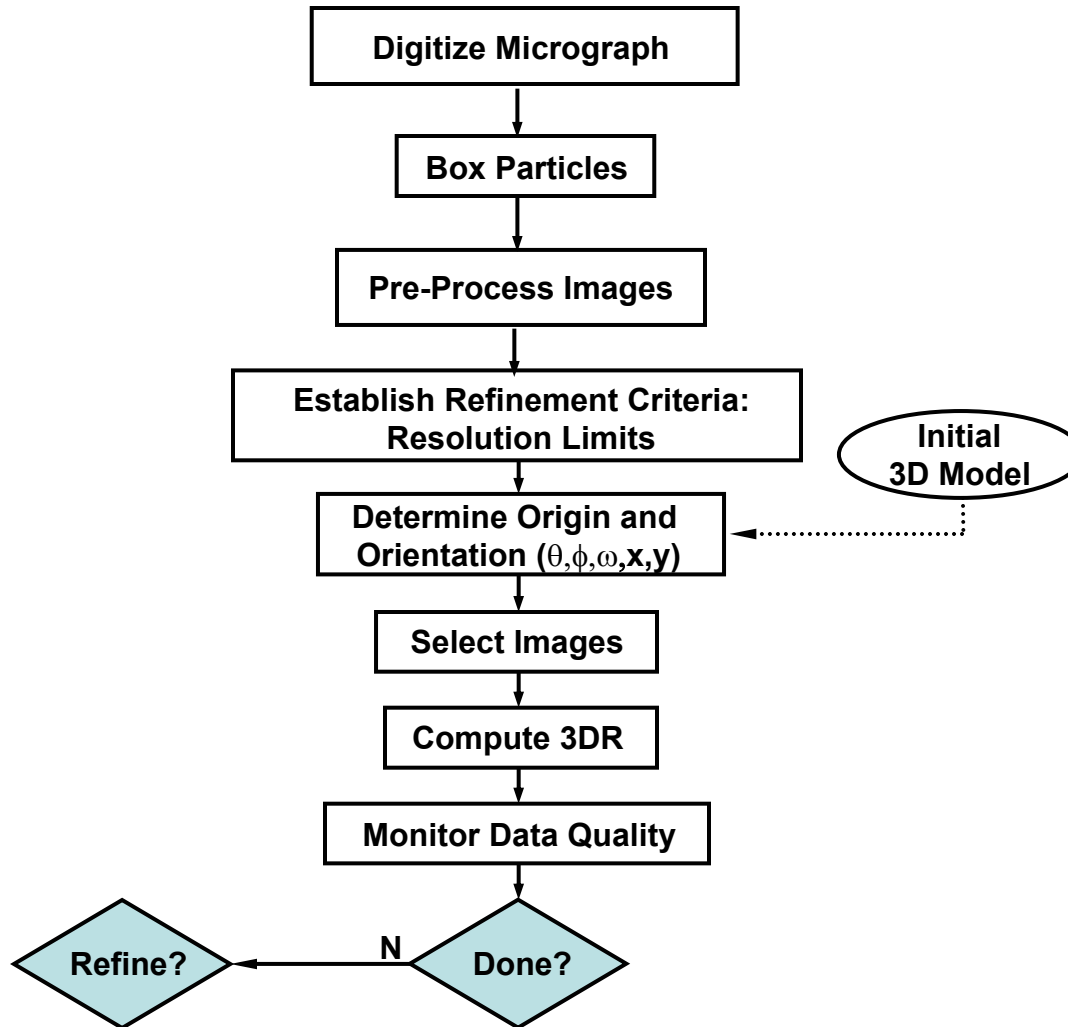 Digitize Micrograph
Box Particles
Pre-Process Images
Establish Refinement Criteria:
Resolution Limits
Initial
3D Model
Determine Origin and
Orientation (θ,ϕ,ω,x,y)
Select Images
Compute 3DR
Monitor Data Quality
Refine?
N
Done?